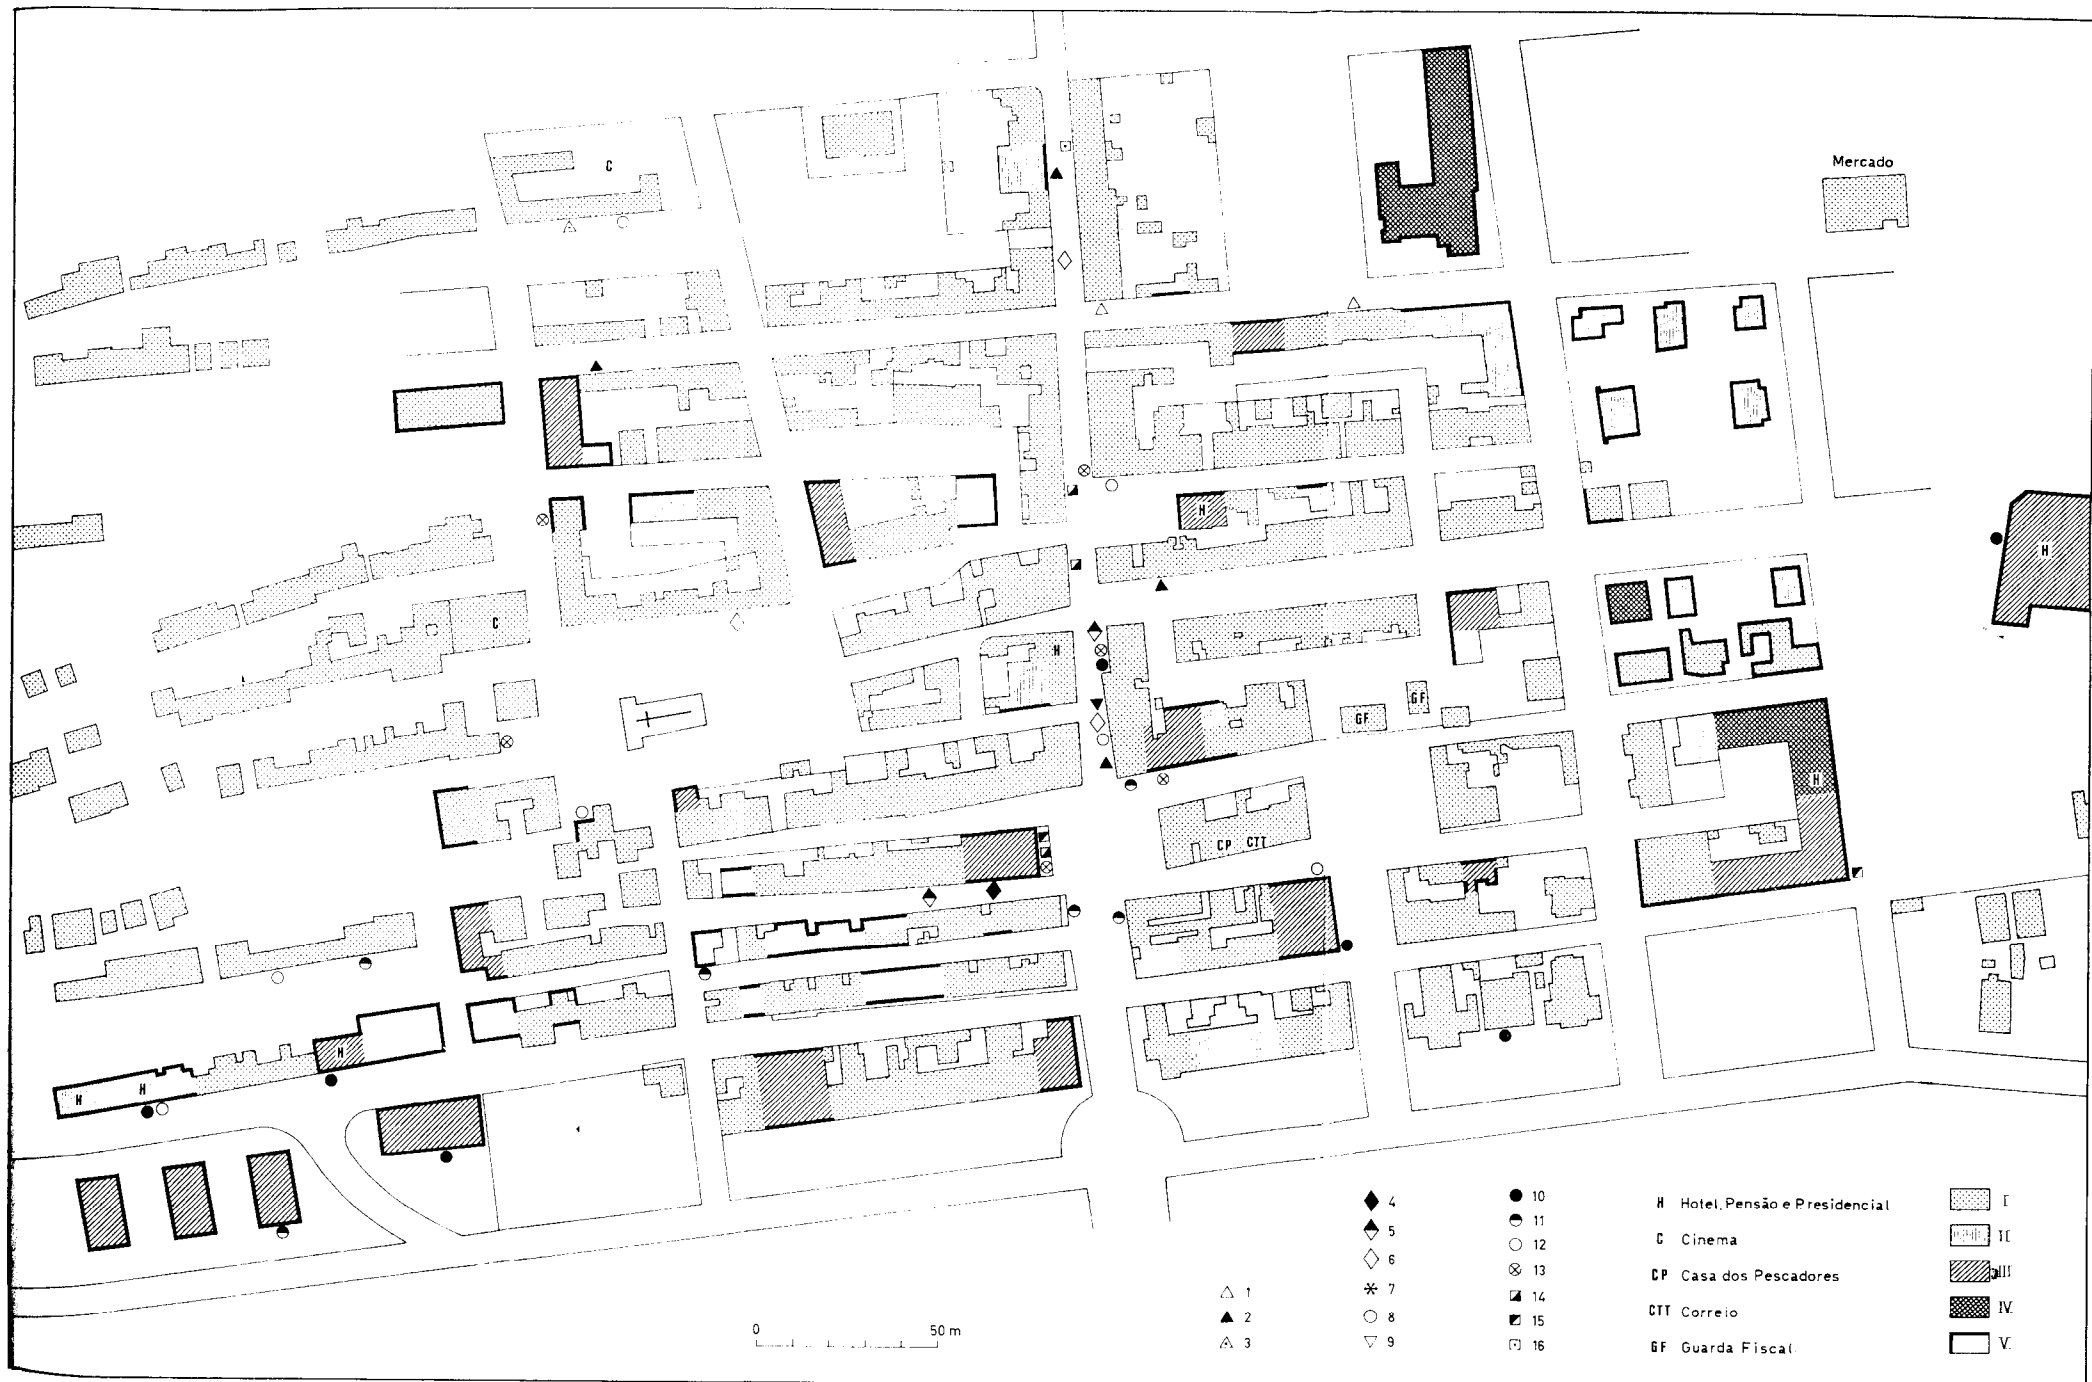 C
Mercado
H
H
C
H
GF
GF
H
CP CTT
H
H
H
0 50 m
1
2
3
4
5
6
7
8
9
10
11
12
13
14
15
16
H Hotel, Pensão e Presidencial
C Cinema
CP Casa dos Pescadores
CTT Correio
GF Guarda Fiscal
I
II
III
IV
V